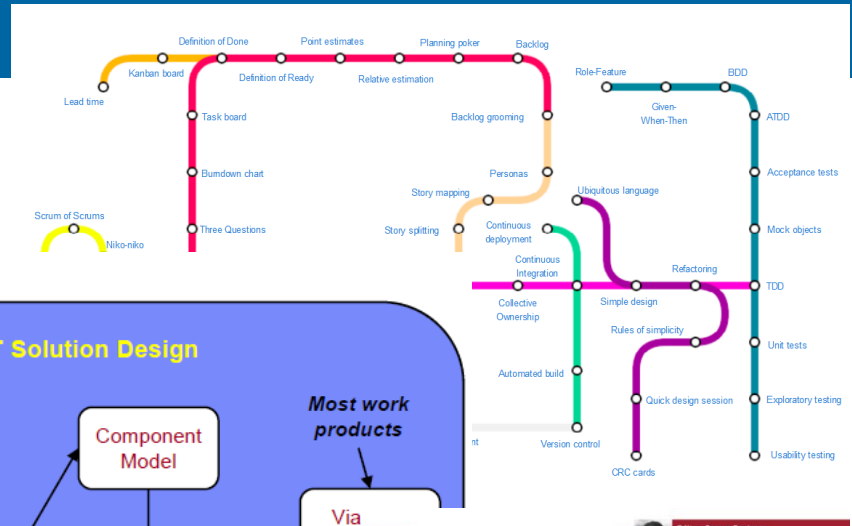 Definition of Done
Point estimates
Planning poker
Backlog
Kanban board
Definition of Ready
Relative estimation
Lead time
Role-Feature
BDD
Given-
When-Then
Task board
Backlog grooming
ATDD
Burndown chart
Personas
Acceptance tests
Story mapping
Ubiquitous language
Scrum of Scrums
Niko-niko
Three Questions
Story splitting
Continuous
deployment
Mock objects
Continuous
Integration
Refactoring
TDD
Collective
Ownership
Simple design
Rules of simplicity
Unit tests
Solution Design
Automated build
Quick design session
Exploratory testing
Most work
products
Component
Model
nt
Version control
Usability testing
CRC cards
Via